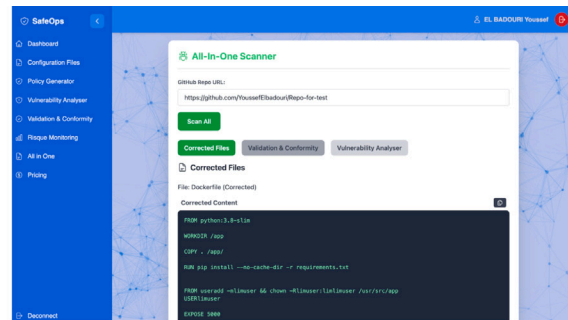 SafeOps
EL BADOURI Youssef
Dashboard
Configuration Files
Policy Generator
Vulnerability Analyser
Validation & Conformity
Risque Monitoring
All in One
Pricing
Deconnect
All-In-One Scanner
GitHub Repo URL:
https://github.com/YoussefElbadouri/Repo-for-test
Scan All
Corrected Files
Validation & Conformity
Vulnerability Analyser
Corrected Files
File: Dockerfile (Corrected)
Corrected Content
FROM python:3.8-slim
WORKDIR /app
COPY . /app/
RUN pip install --no-cache-dir -r requirements.txt
FROM useradd -mlimuser && chown -Rlimuser:limlimuser /usr/src/app
USERlimuser
EXPOSE 5000